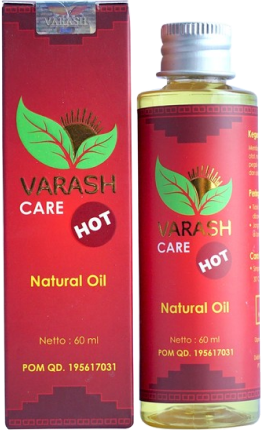 VARASH
VARASH
CARE
HOT
Natural Oil
Netto : 60 ml
POM QD. 195617031
VARASH
CARE
HOT
Natural Oil
Netto : 60 ml
POM QD. 195617031